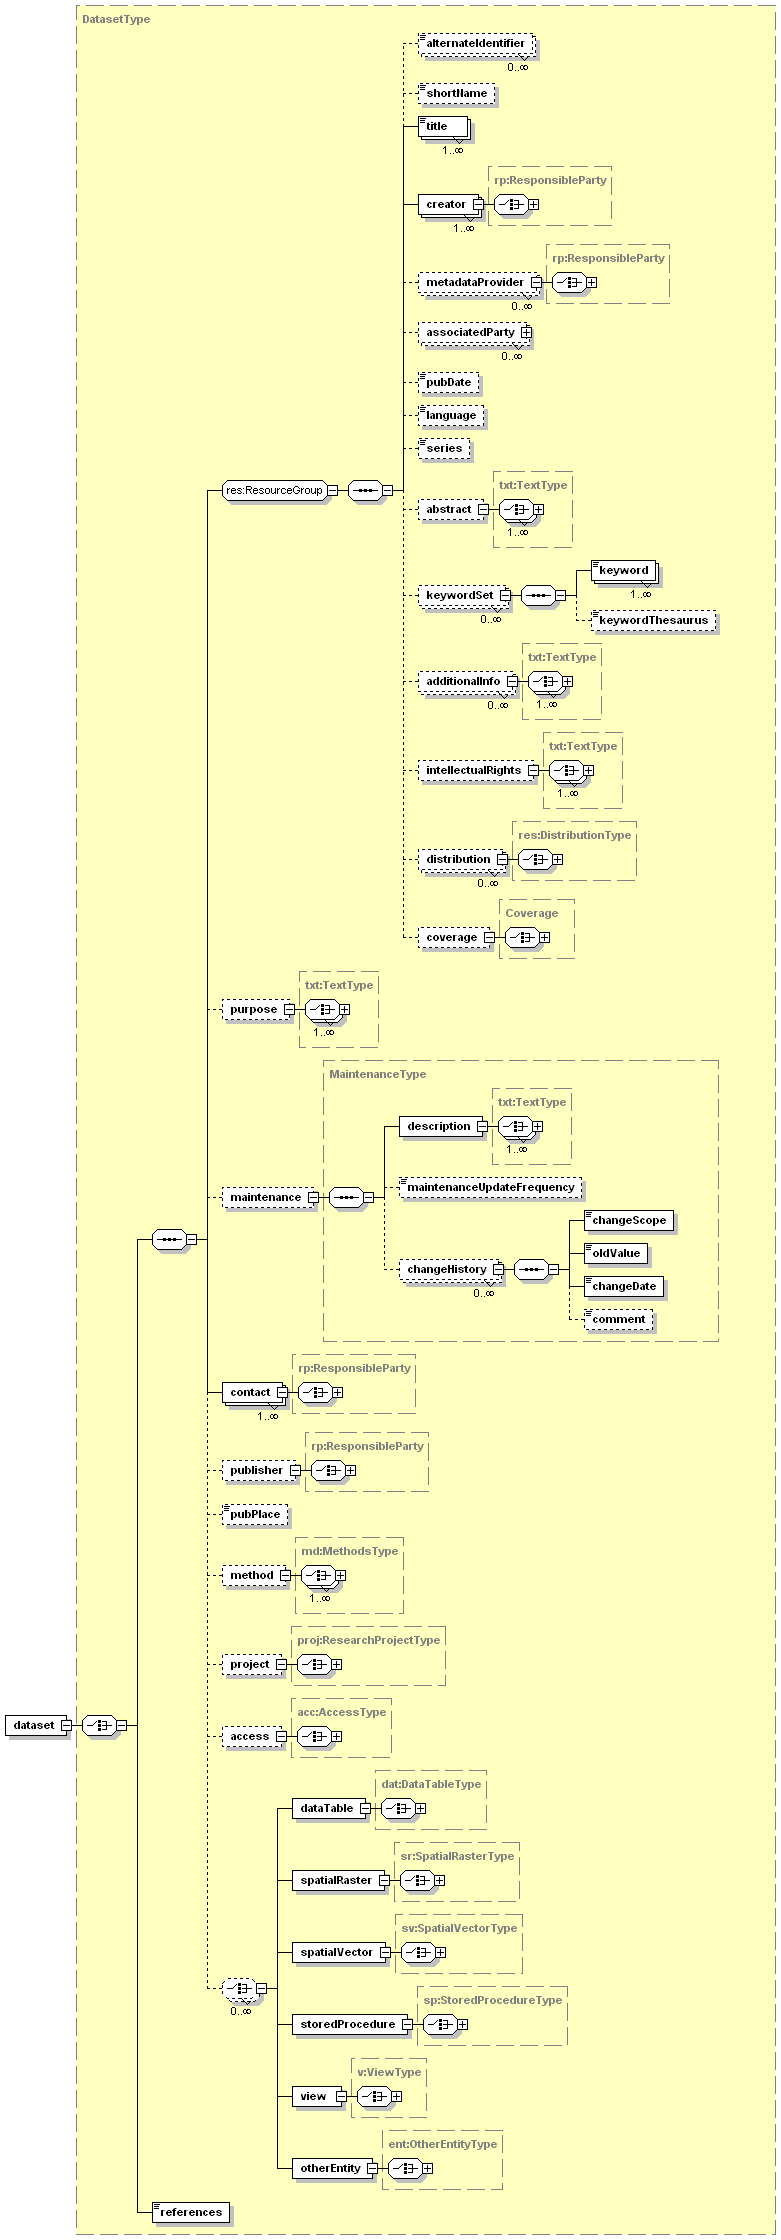 DatasetType
alternateIdentifier
0..∞
shortName
title
1..∞
rp:ResponsibleParty
creator
1..∞
rp:ResponsibleParty
metadataProvider
0..∞
associatedParty
0..∞
pubDate
language
series
res:ResourceGroup
txt:TextType
abstract
1..∞
keyword
1..∞
keywordSet
0..∞
keywordThesaurus
txt:TextType
additionalInfo
0..∞
1..∞
txt:TextType
intellectualRights
1..∞
res:DistributionType
distribution
0..∞
Coverage
coverage
txt:TextType
purpose
1..∞
MaintenanceType
txt:TextType
description
1..∞
maintenance
maintenanceUpdateFrequency
changeScope
oldValue
changeHistory
0..∞
changeDate
comment
rp:ResponsibleParty
contact
1..∞
rp:ResponsibleParty
publisher
pubPlace
md:MethodsType
method
1..∞
proj:ResearchProjectType
project
dataset
acc:AccessType
access
dat:DataTableType
dataTable
sr:SpatialRasterType
spatialRaster
sv:SpatialVectorType
spatialVector
0..∞
sp:StoredProcedureType
storedProcedure
v:ViewType
view
ent:OtherEntityType
otherEntity
references